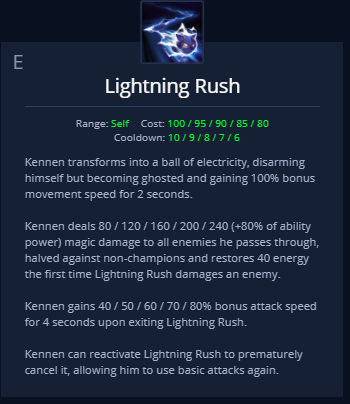 E
Lightning Rush
Range: Self Cost: 100 / 95 / 90 / 85 / 80
Cooldown: 10 / 9 / 8 / 7 / 6
Kennen transforms into a ball of electricity, disarming
himself but becoming ghosted and gaining 100% bonus
movement speed for 2 seconds.
Kennen deals 80 / 120 / 160 / 200 / 240 (+80% of ability
power) magic damage to all enemies he passes through,
halved against non-champions and restores 40 energy
the first time Lightning Rush damages an enemy.
Kennen gains 40 / 50 / 60 / 70 / 80% bonus attack speed
for 4 seconds upon exiting Lightning Rush.
Kennen can reactivate Lightning Rush to prematurely
cancel it, allowing him to use basic attacks again.